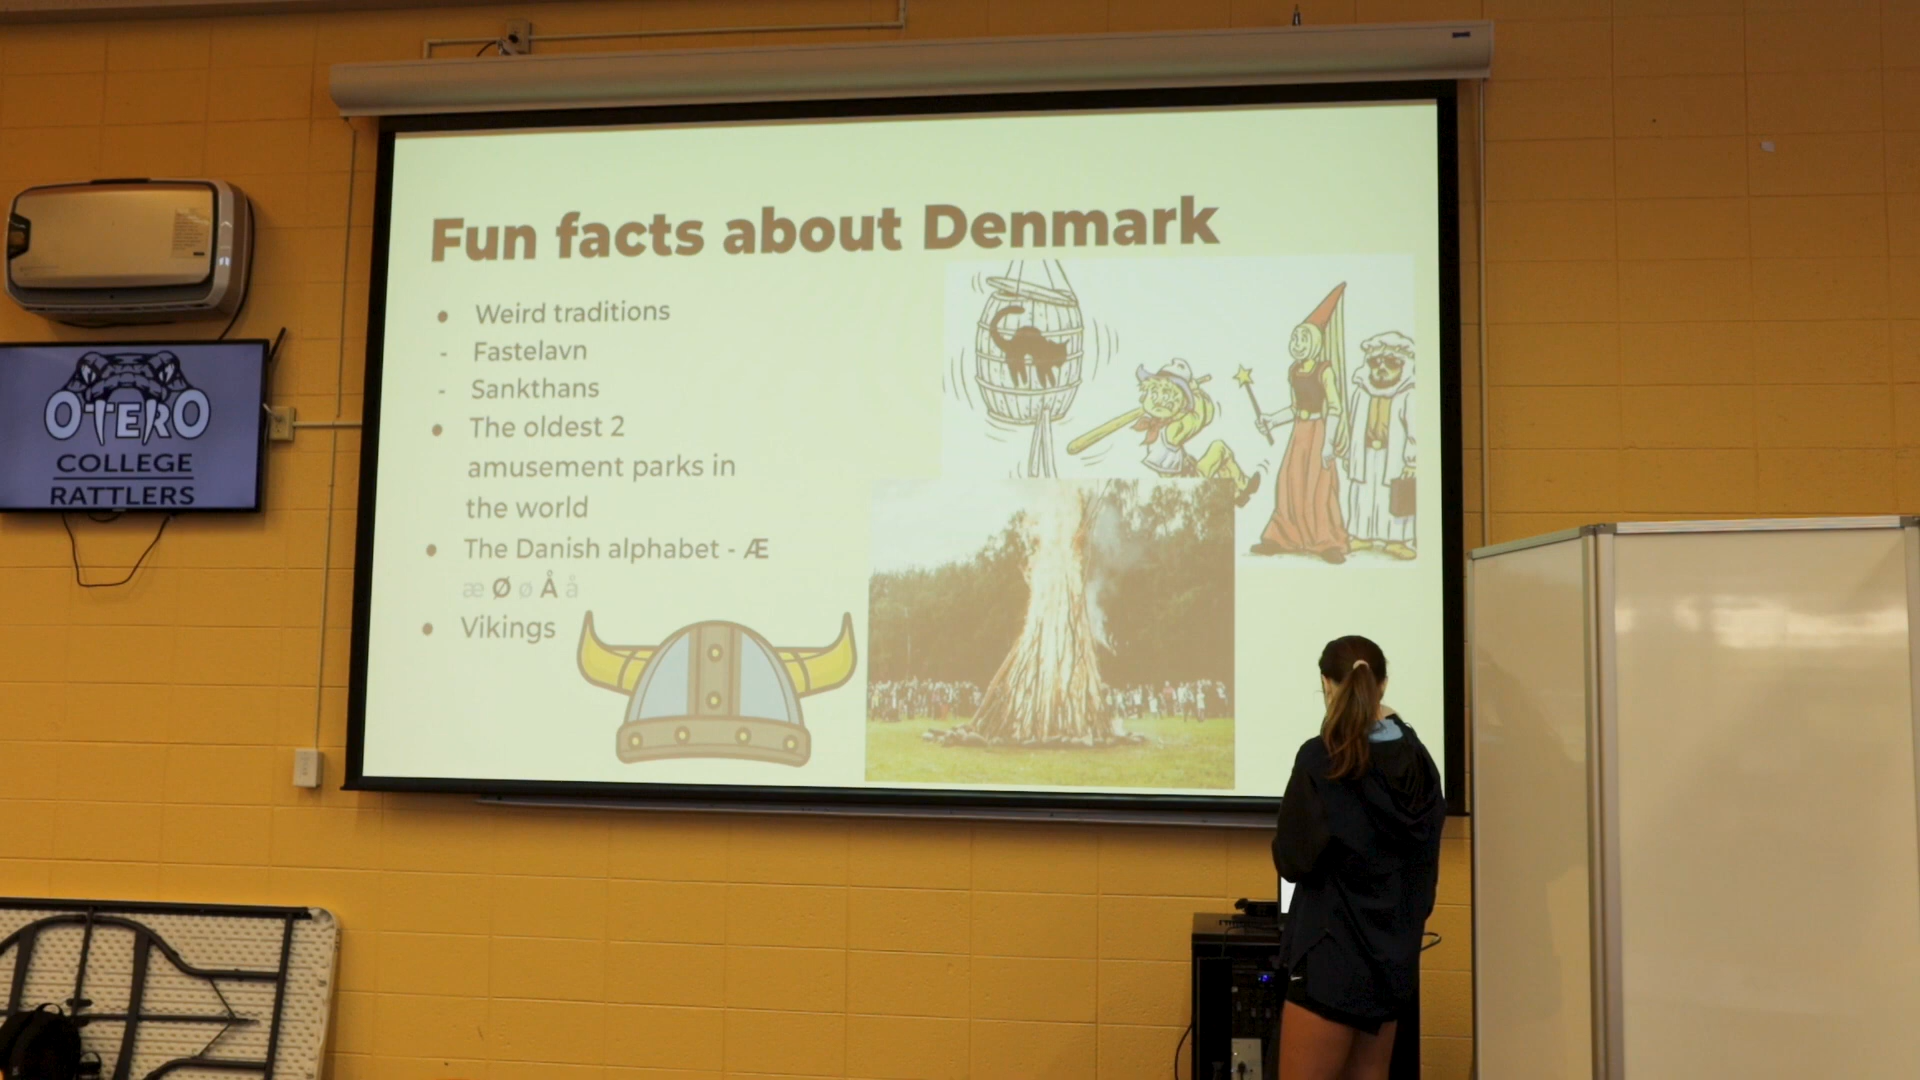 Fun facts about Denmark
● Weird traditions
- Fastelavn
- Sankthans
● The oldest 2
amusement parks in
the world
● The Danish alphabet - Æ
æ Ø ø Å å
● Vikings
OTERO
COLLEGE
RATTLERS